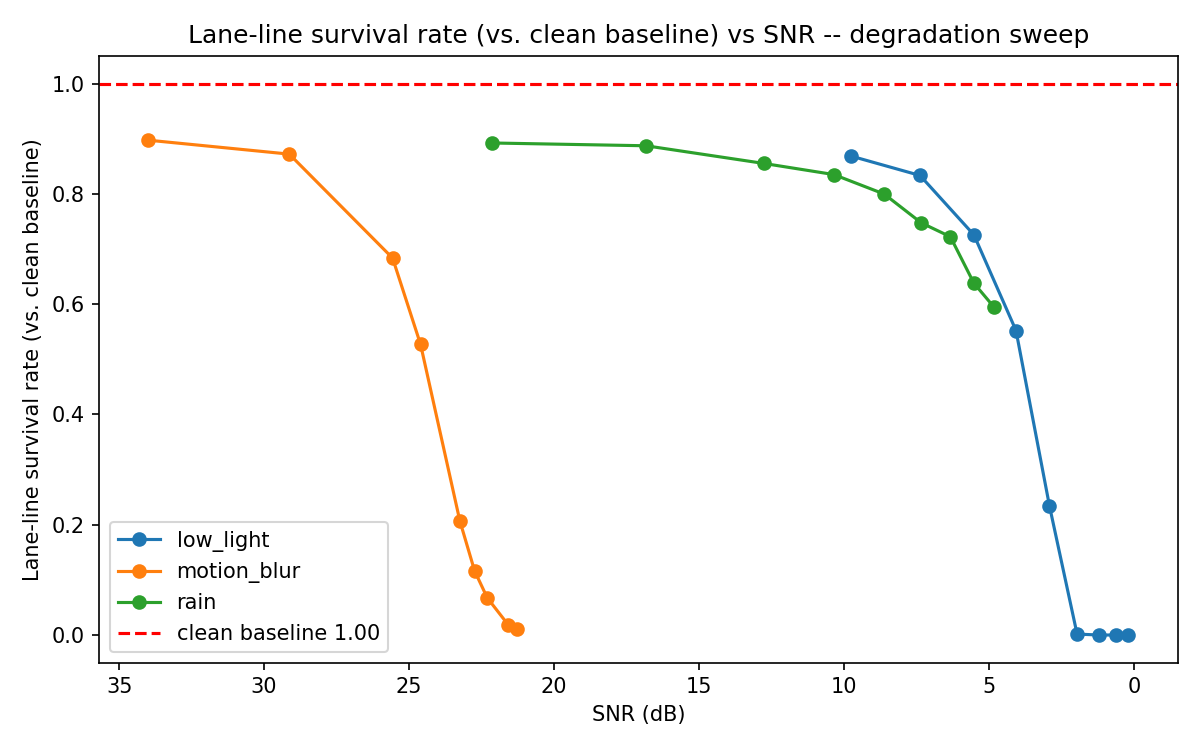 Lane-line survival rate (vs. clean baseline) vs SNR -- degradation sweep
Lane-line survival rate (vs. clean baseline)
1.0
0.8
0.6
0.4
0.2
0.0
low_light
motion_blur
rain
clean baseline 1.00
35
30
25
20
15
10
5
0
SNR (dB)